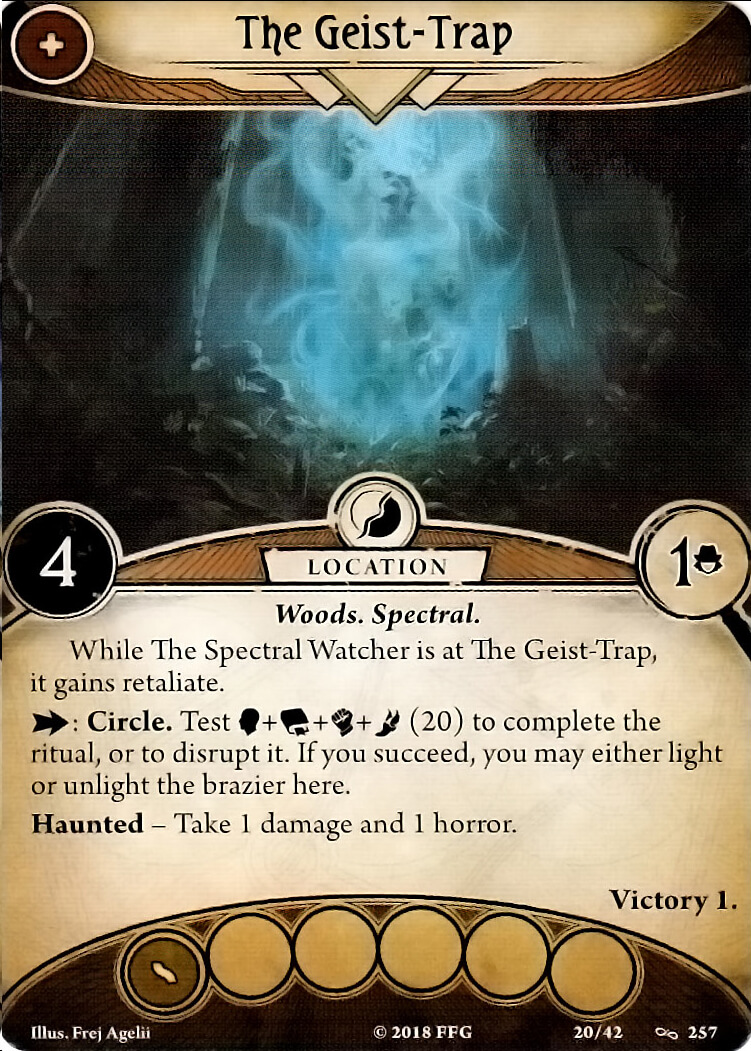 The Geist-Trap
4
1
LOCATION
Woods. Spectral.
While The Spectral Watcher is at The Geist-Trap,
it gains retaliate.
: Circle. Test + + + (20) to complete the
ritual, or to disrupt it. If you succeed, you may either light
or unlight the brazier here.
Haunted – Take 1 damage and 1 horror.
Victory 1.
Illus. Frej Agelii © 2018 FFG 20/42 257